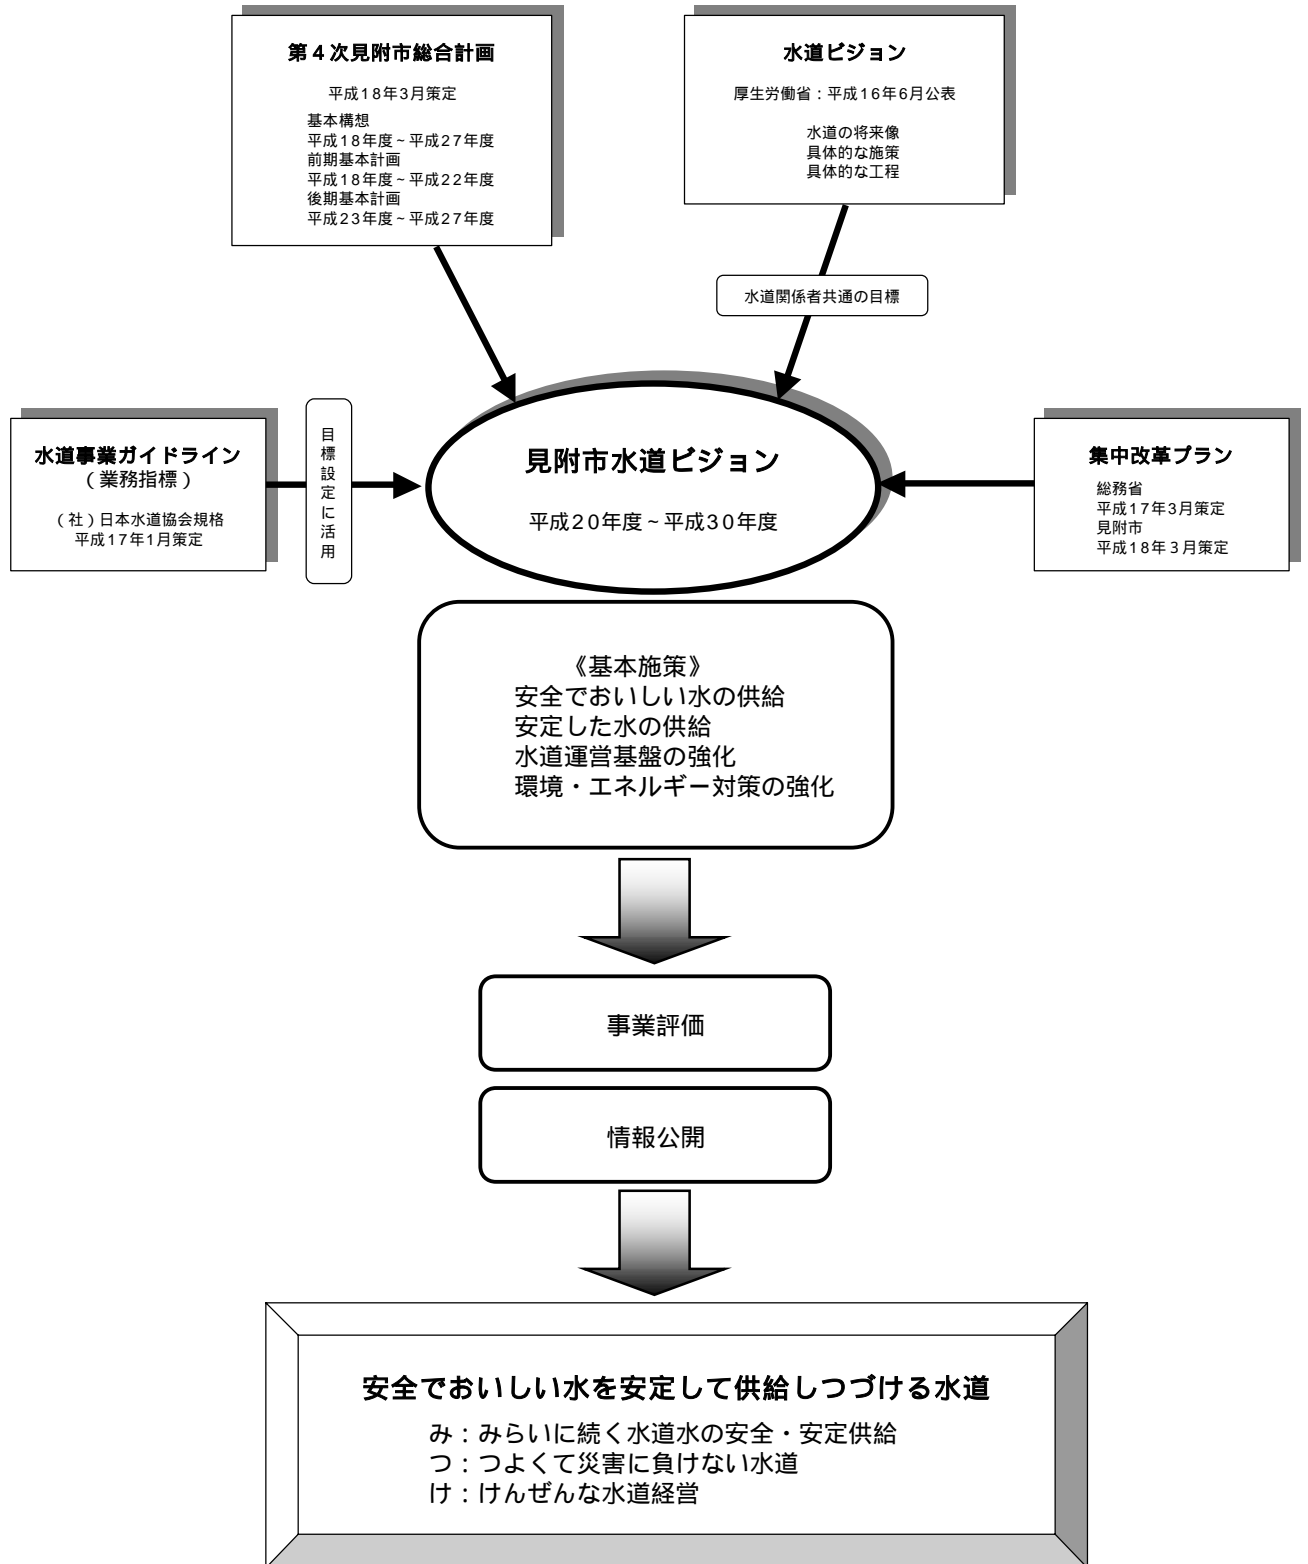 第４次見附市総合計画
平成18年3月策定
基本構想
平成18年度~平成27年度
前期基本計画
平成18年度~平成22年度
後期基本計画
平成23年度~平成27年度
水道ビジョン
厚生労働省：平成16年6月公表
水道の将来像
具体的な施策
具体的な工程
水道関係者共通の目標
水道事業ガイドライン
（業務指標）
（社）日本水道協会規格
平成17年1月策定
目標設定に活用
見附市水道ビジョン
平成20年度~平成30年度
集中改革プラン
総務省
平成17年3月策定
見附市
平成18年３月策定
《基本施策》
安全でおいしい水の供給
安定した水の供給
水道運営基盤の強化
環境・エネルギー対策の強化
事業評価
情報公開
安全でおいしい水を安定して供給しつづける水道
み：みらいに続く水道水の安全・安定供給
つ：つよくて災害に負けない水道
け：けんぜんな水道経営